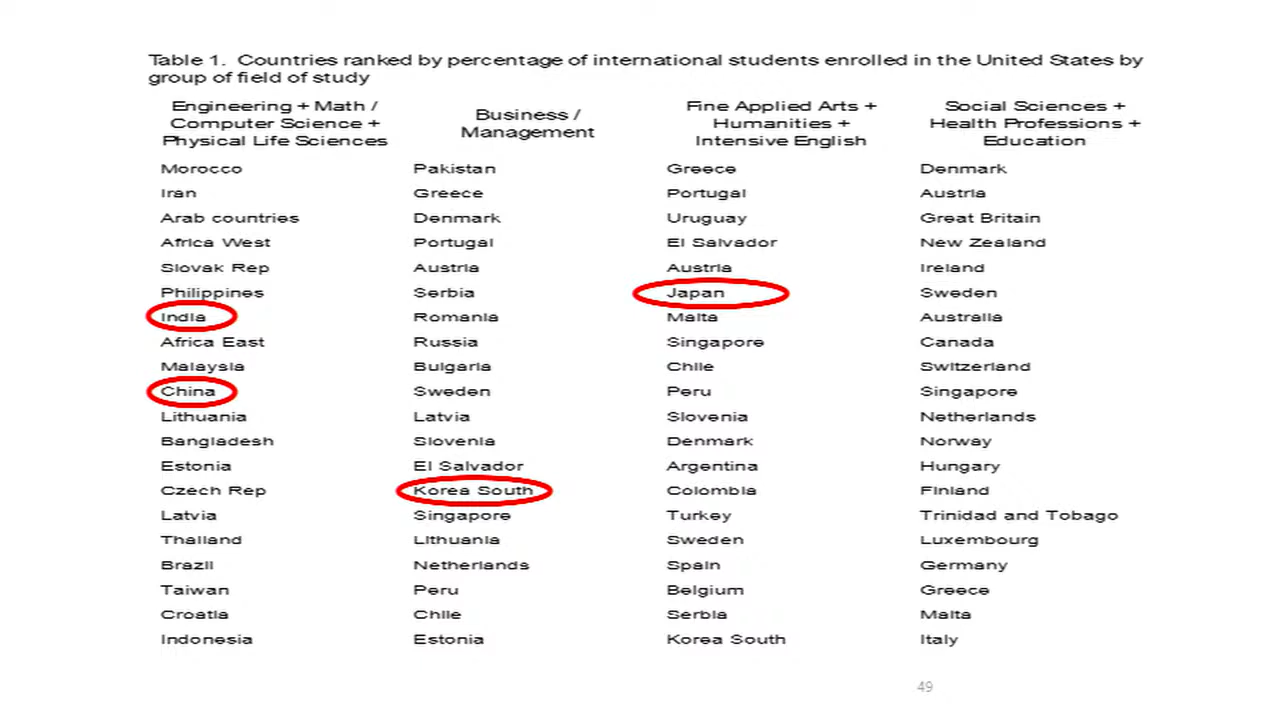 Table 1. Countries ranked by percentage of international students enrolled in the United States by
group of field of study
Engineering + Math /
Computer Science +
Physical Life Sciences
Business /
Management
Fine Applied Arts +
Humanities +
Intensive English
Social Sciences +
Health Professions +
Education
Morocco Pakistan Greece Denmark
Iran Greece Portugal Austria
Arab countries Denmark Uruguay Great Britain
Africa West Portugal El Salvador New Zealand
Slovak Rep Austria Austria Ireland
Philippines Serbia Japan Sweden
India Romania Malta Australia
Africa East Russia Singapore Canada
Malaysia Bulgaria Chile Switzerland
China Sweden Peru Singapore
Lithuania Latvia Slovenia Netherlands
Bangladesh Slovenia Denmark Norway
Estonia El Salvador Argentina Hungary
Czech Rep Korea South Colombia Finland
Latvia Singapore Turkey Trinidad and Tobago
Thailand Lithuania Sweden Luxembourg
Brazil Netherlands Spain Germany
Taiwan Peru Belgium Greece
Croatia Chile Serbia Malta
Indonesia Estonia Korea South Italy
49